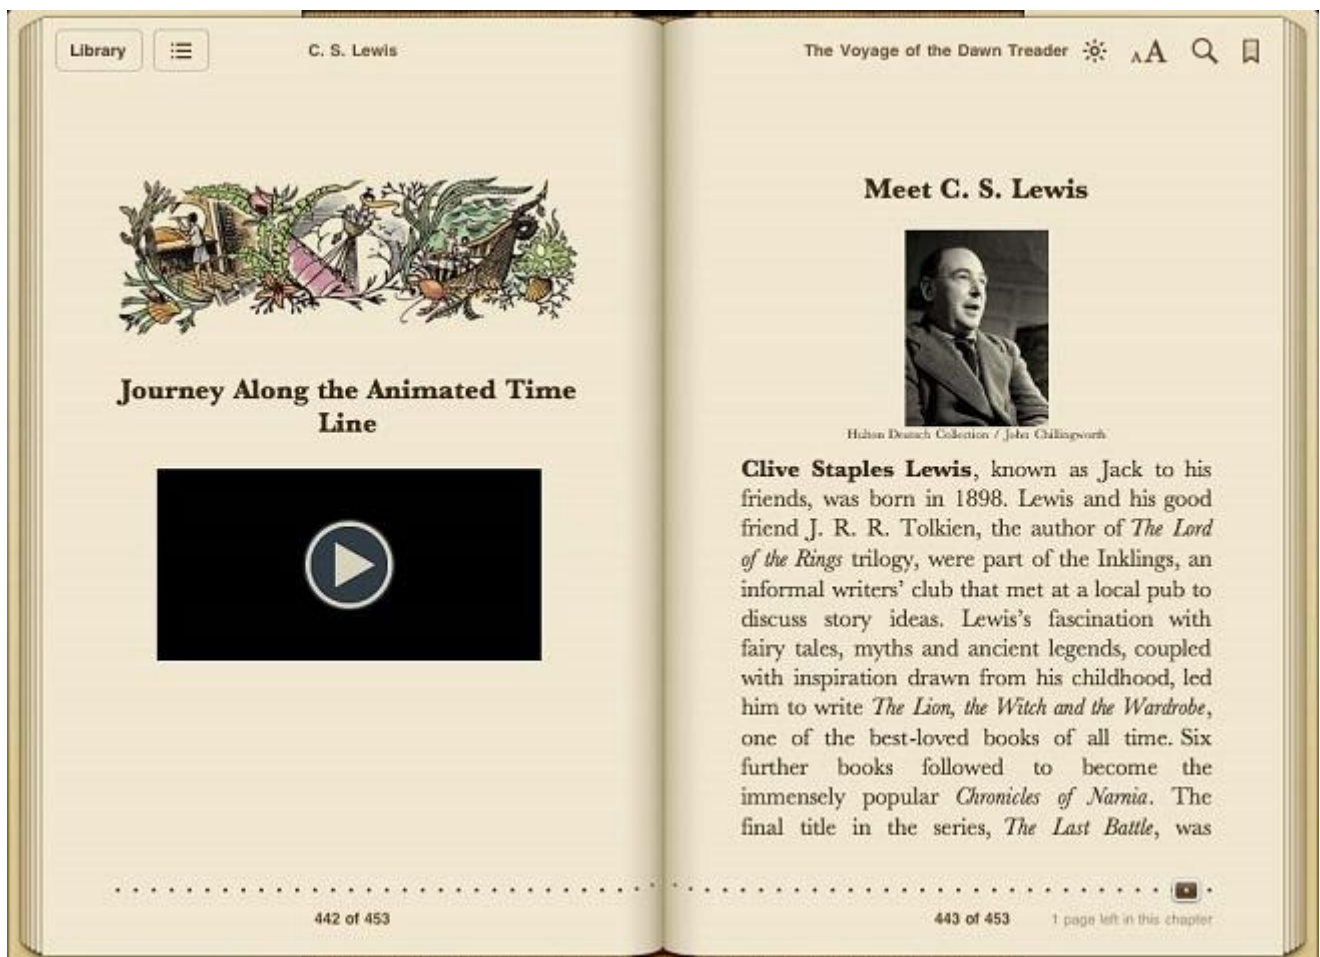 Library
C. S. Lewis
Journey Along the Animated Time
Line
442 of 453
The Voyage of the Dawn Treader
AA
Meet C. S. Lewis
Hulton Deutsch Collection / John Chillingworth
Clive Staples Lewis, known as Jack to his
friends, was born in 1898. Lewis and his good
friend J. R. R. Tolkien, the author of The Lord
of the Rings trilogy, were part of the Inklings, an
informal writers’ club that met at a local pub to
discuss story ideas. Lewis’s fascination with
fairy tales, myths and ancient legends, coupled
with inspiration drawn from his childhood, led
him to write The Lion, the Witch and the Wardrobe,
one of the best-loved books of all time. Six
further books followed to become the
immensely popular Chronicles of Narnia. The
final title in the series, The Last Battle, was
443 of 453
1 page left in this chapter